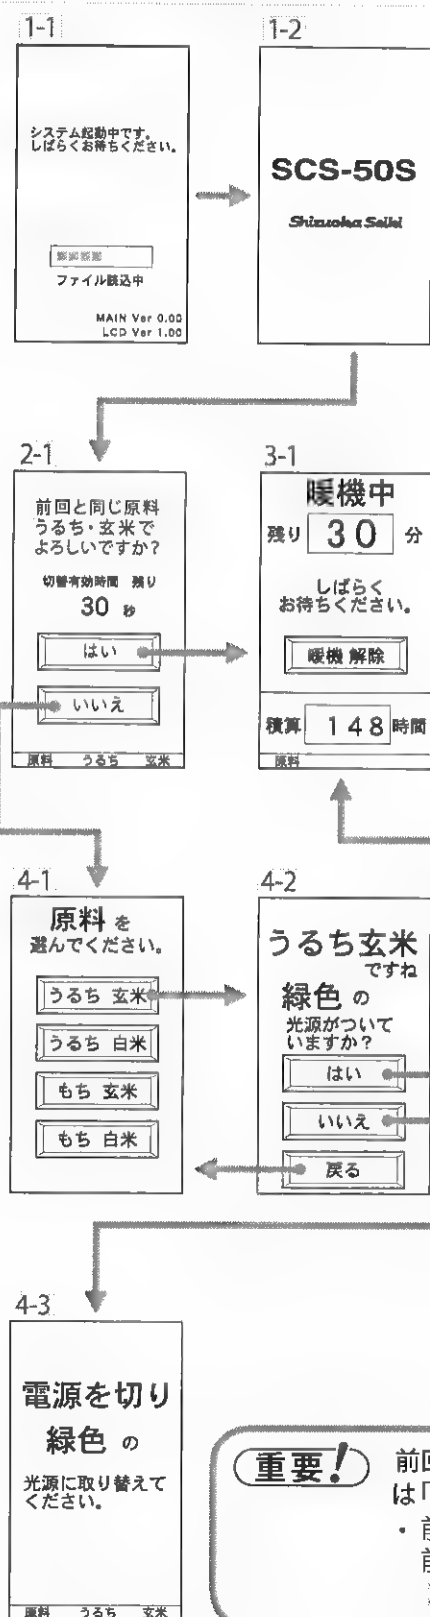 1-1
システム起動中です。
しばらくお待ちください。
ファイル読込中
MAIN Ver 0.00
LCD Ver 1.00
1-2
SCS-50S
Shizuoka Seiki
2-1
前回と同じ原料
うるち・玄米で
よろしいですか?
切替有効時間 残り
30 秒
はい
いいえ
原料 うるち 玄米
3-1
暖機中
残り 30 分
しばらく
お待ちください。
暖機 解除
積算 148 時間
原料
4-1
原料 を
選んでください。
うるち 玄米
うるち 白米
もち 玄米
もち 白米
4-2
うるち玄米
ですね
緑色 の
光源がついて
いますか?
はい
いいえ
戻る
4-3
電源を切り
緑色 の
光源に取り替えて
ください。
原料 うるち 玄米
重要!
前回
は「
・前